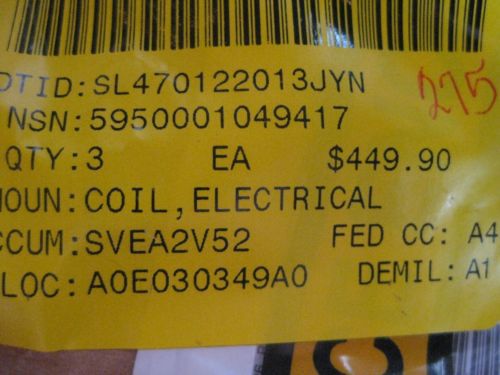 DTID:SL470122013JYN
275
NSN:5950001049417
QTY:3 EA $449.90
NOUN:COIL,ELECTRICAL
CCUM:SVEA2V52 FED CC: A4
LOC:A0E030349A0 DEMIL:A1